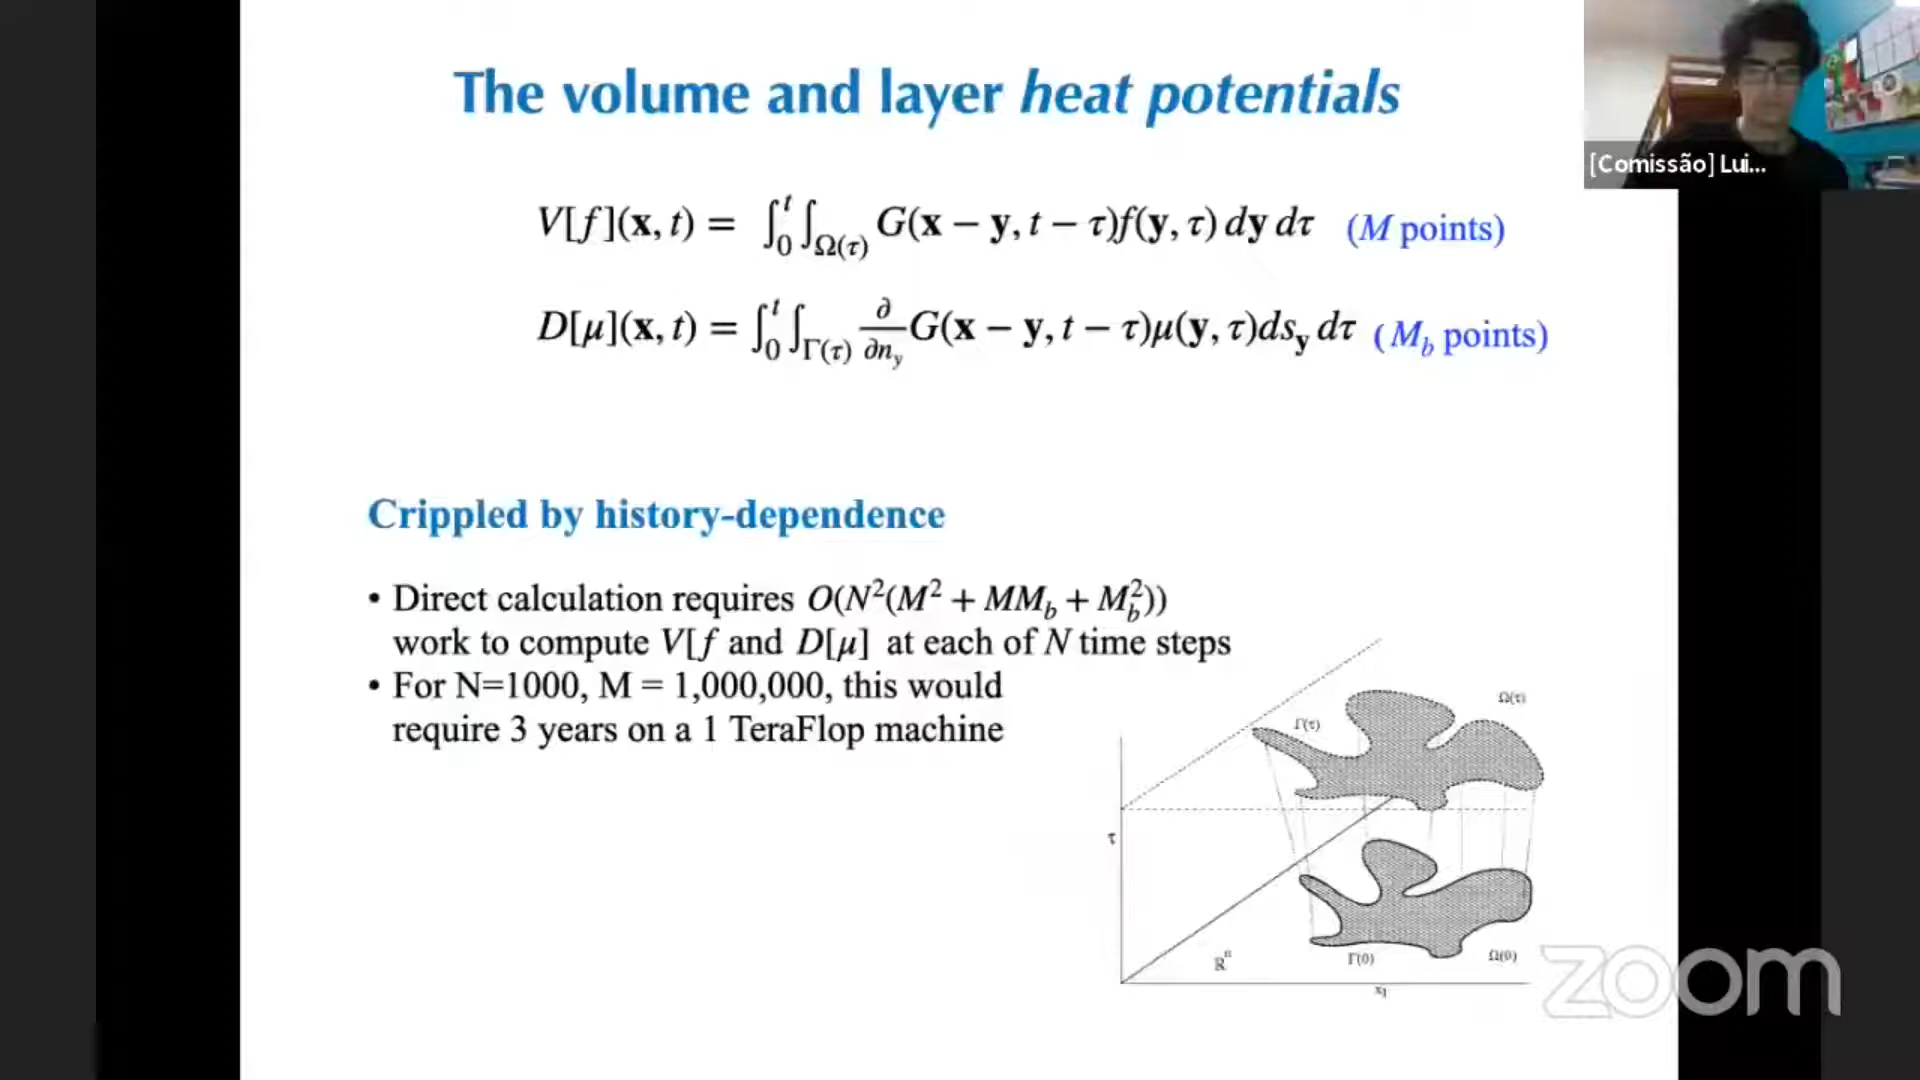 The volume and layer heat potentials
[Comissão] Lui...
V[f](x, t) = ∫₀ᵗ ∫_Ω(τ) G(x − y, t − τ)f(y, τ) dy dτ (M points)
D[μ](x, t) = ∫₀ᵗ ∫_Γ(τ) ∂/∂n_y G(x − y, t − τ)μ(y, τ)ds_y dτ (M_b points)
Crippled by history-dependence
• Direct calculation requires O(N²(M² + MM_b + M_b²))
work to compute V[f and D[μ] at each of N time steps
• For N=1000, M = 1,000,000, this would
require 3 years on a 1 TeraFlop machine
Ω(τ)
Γ(τ)
τ
Rⁿ
Γ(0)
Ω(0)
x₁
zoom